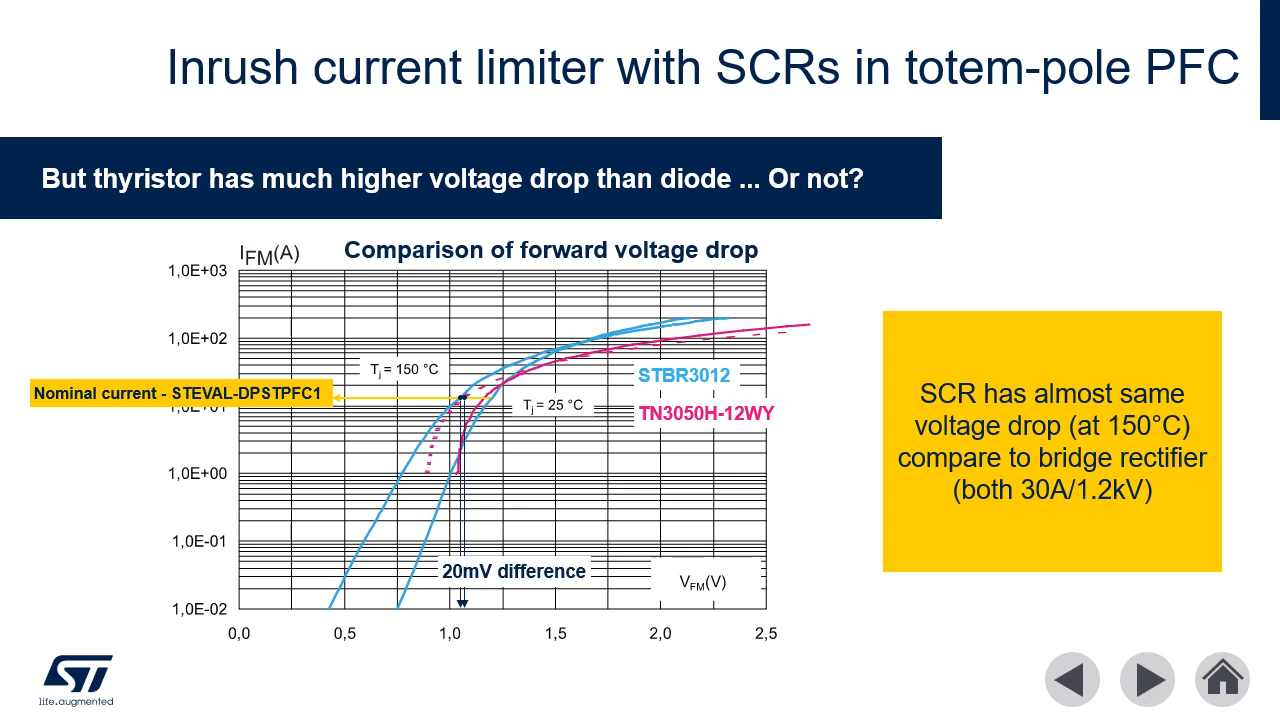 Inrush current limiter with SCRs in totem-pole PFC
But thyristor has much higher voltage drop than diode ... Or not?
IFM(A)
Comparison of forward voltage drop
1,0E+03
1,0E+02
1,0E+01
1,0E+00
1,0E-01
1,0E-02
Nominal current - STEVAL-DPSTPFC1
Tj = 150 °C
Tj = 25 °C
STBR3012
TN3050H-12WY
20mV difference
VFM(V)
0,0
0,5
1,0
1,5
2,0
2,5
SCR has almost same
voltage drop (at 150°C)
compare to bridge rectifier
(both 30A/1.2kV)
ST
life.augmented